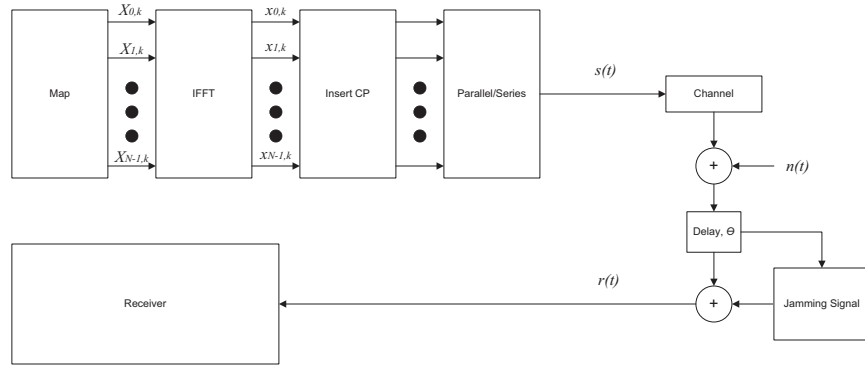 X0,k
x0,k
X1,k
x1,k
Map
IFFT
Insert CP
Parallel/Series
s(t)
Channel
XN-1,k
xN-1,k
+
n(t)
Delay, ϴ
Receiver
r(t)
+
Jamming Signal